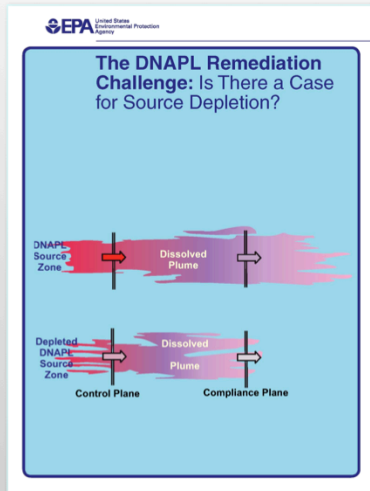 EPA
United States
Environmental Protection
Agency
The DNAPL Remediation
Challenge: Is There a Case
for Source Depletion?
DNAPL
Source
Zone
Dissolved
Plume
Depleted
DNAPL
Source
Zone
Dissolved
Plume
Control Plane
Compliance Plane